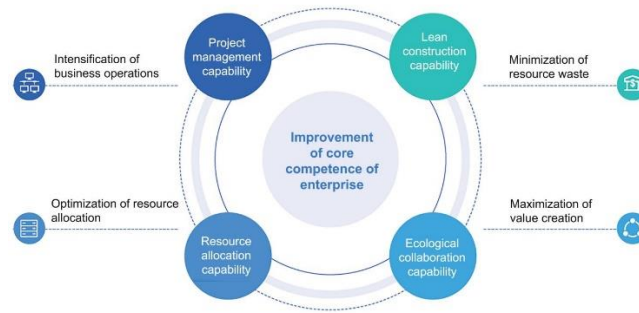 Project
management
capability
Lean
construction
capability
Intensification of
business operations
Minimization of
resource waste
Improvement
of core
competence of
enterprise
Optimization of resource
allocation
Maximization of
value creation
Resource
allocation
capability
Ecological
collaboration
capability